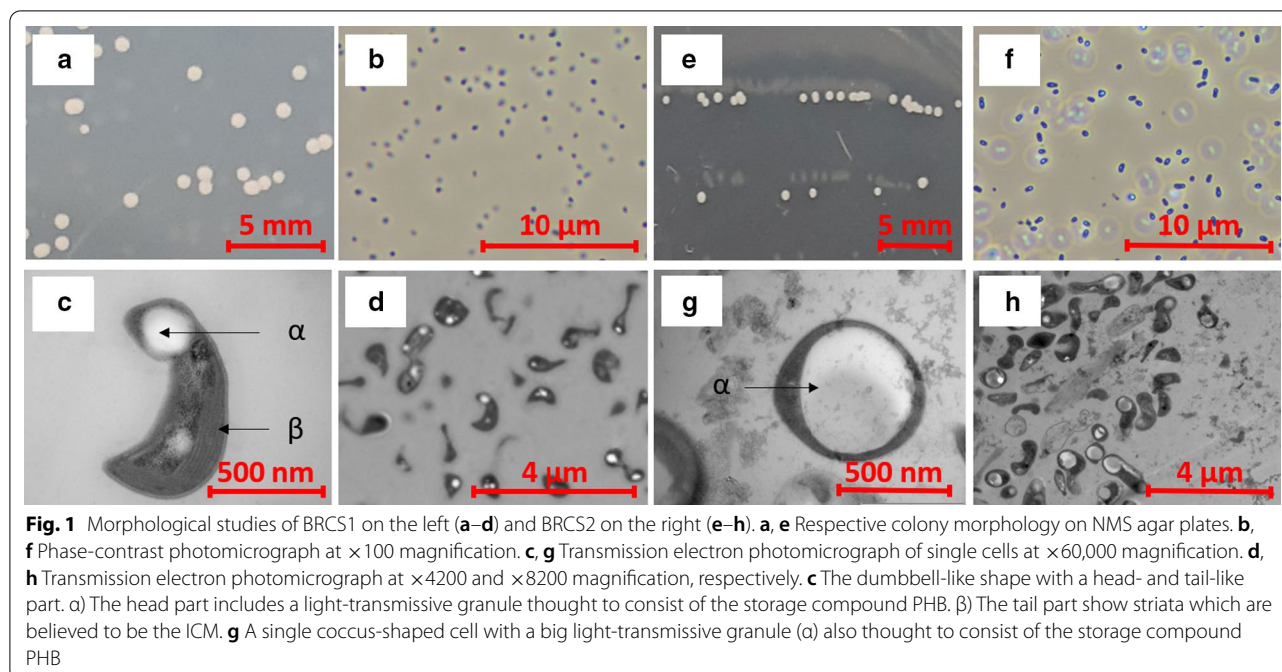 a
b
e
f
5 mm
10 µm
5 mm
10 µm
c
α
β
d
g
α
h
500 nm
4 µm
500 nm
4 µm
Fig. 1 Morphological studies of BRCS1 on the left (a–d) and BRCS2 on the right (e–h). a, e Respective colony morphology on NMS agar plates. b,
f Phase-contrast photomicrograph at ×100 magnification. c, g Transmission electron photomicrograph of single cells at ×60,000 magnification. d,
h Transmission electron photomicrograph at ×4200 and ×8200 magnification, respectively. c The dumbbell-like shape with a head- and tail-like
part. α) The head part includes a light-transmissive granule thought to consist of the storage compound PHB. β) The tail part show striata which are
believed to be the ICM. g A single coccus-shaped cell with a big light-transmissive granule (α) also thought to consist of the storage compound
PHB